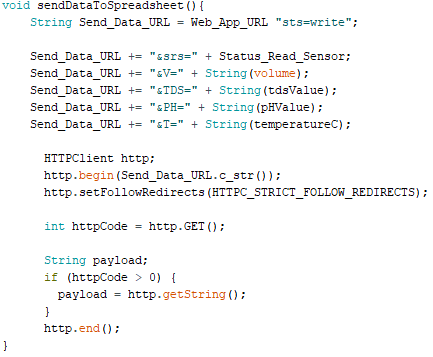 void sendDataToSpreadsheet(){
String Send_Data_URL = Web_App_URL "sts=write";
Send_Data_URL += "&srs=" + Status_Read_Sensor;
Send_Data_URL += "&V=" + String(volume);
Send_Data_URL += "&TDS=" + String(tdsValue);
Send_Data_URL += "&PH=" + String(pHValue);
Send_Data_URL += "&T=" + String(temperatureC);
HTTPClient http;
http.begin(Send_Data_URL.c_str());
http.setFollowRedirects(HTTPC_STRICT_FOLLOW_REDIRECTS);
int httpCode = http.GET();
String payload;
if (httpCode > 0) {
payload = http.getString();
}
http.end();
}